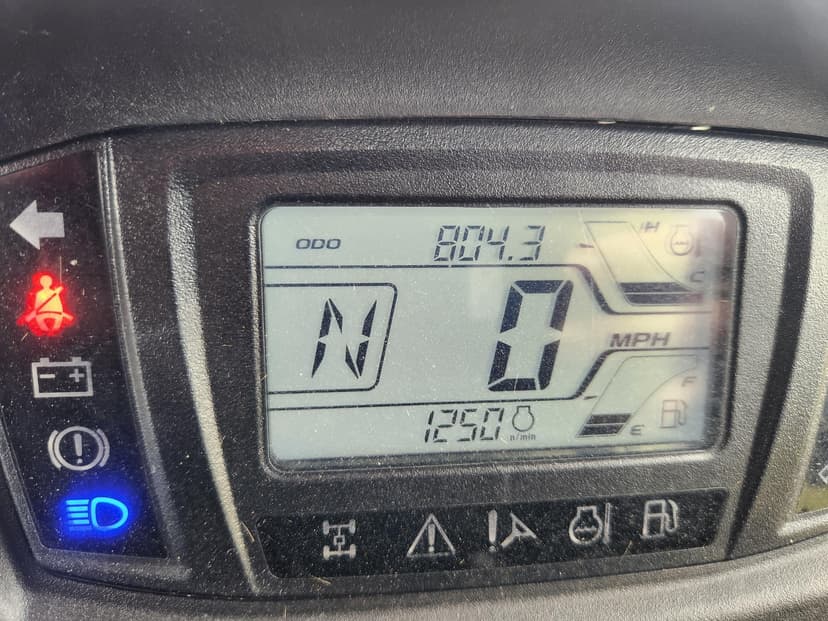 ODO 804.3 H
C
N 0 MPH
F
1250 n/min E